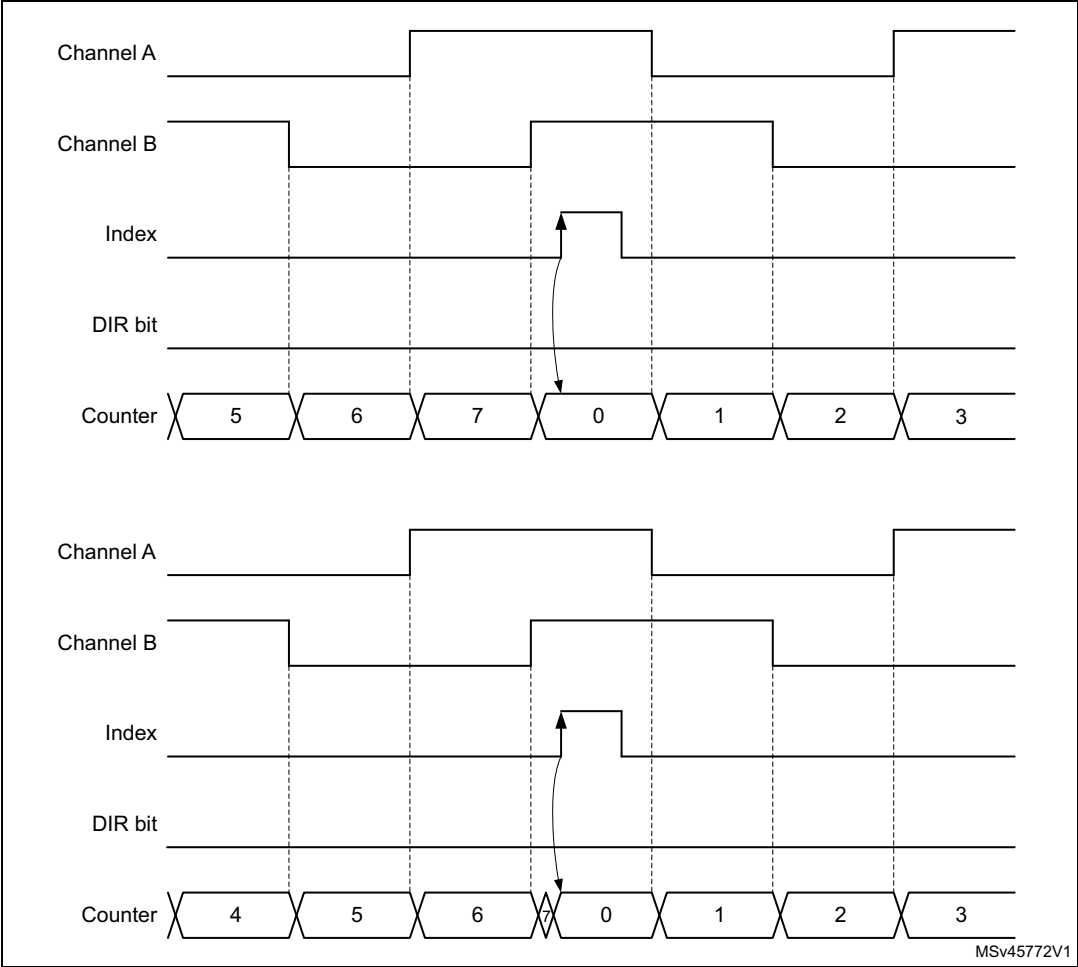 Channel A
Channel B
Index
DIR bit
Counter 5 6 7 0 1 2 3
Channel A
Channel B
Index
DIR bit
Counter 4 5 6 7 0 1 2 3
MSv45772V1